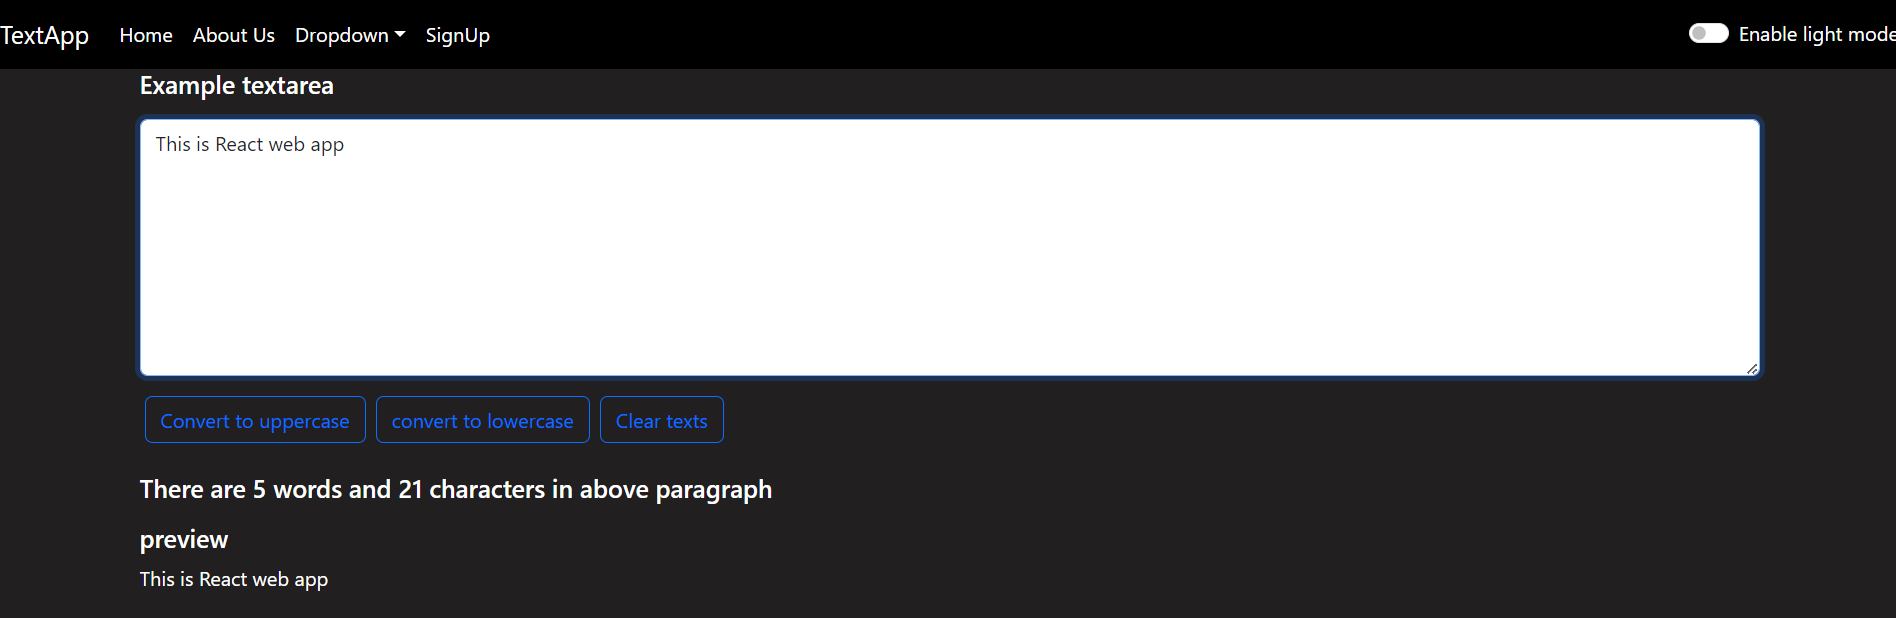 TextApp Home About Us Dropdown SignUp Enable light mode
Example textarea
This is React web app
Convert to uppercase convert to lowercase Clear texts
There are 5 words and 21 characters in above paragraph
preview
This is React web app